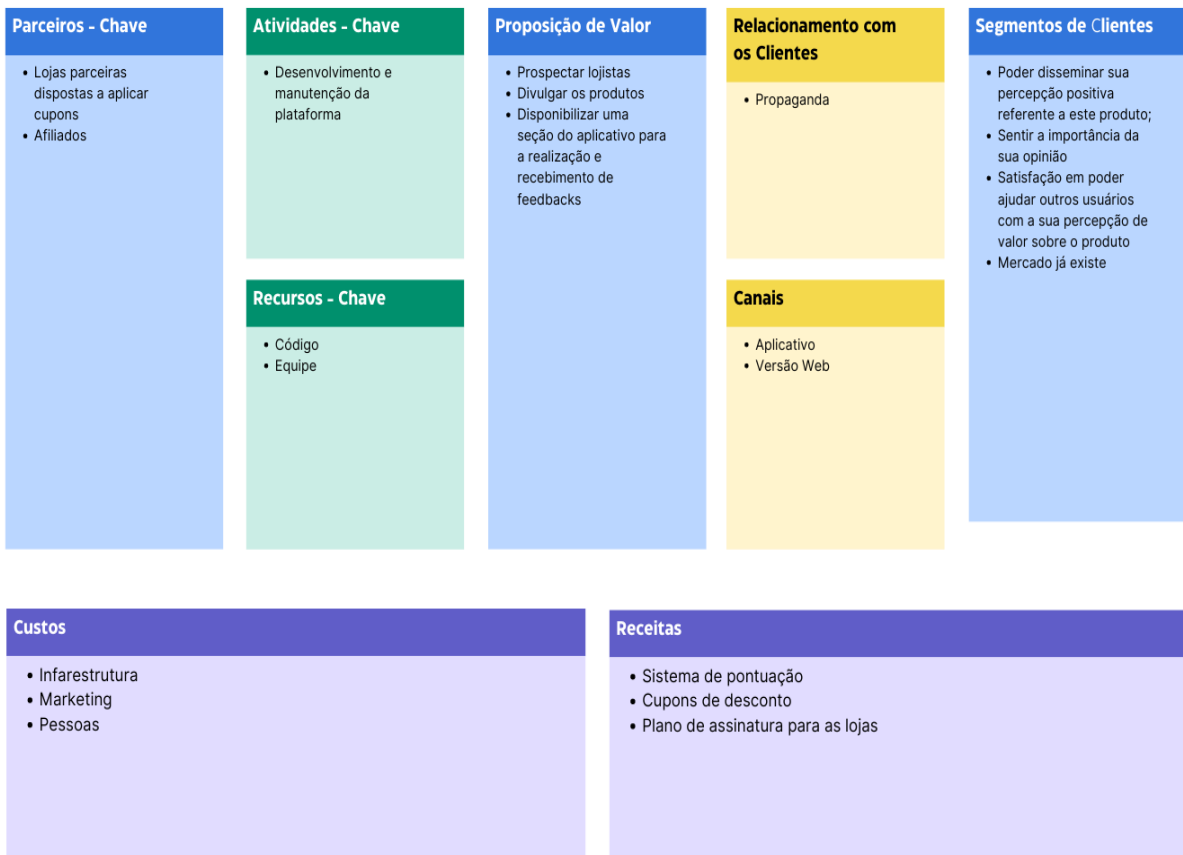 Parceiros - Chave
• Lojas parceiras
dispostas a aplicar
cupons
• Afiliados
Atividades - Chave
• Desenvolvimento e
manutenção da
plataforma
Recursos - Chave
• Código
• Equipe
Proposição de Valor
• Prospectar lojistas
• Divulgar os produtos
• Disponibilizar uma
seção do aplicativo para
a realização e
recebimento de
feedbacks
Relacionamento com
os Clientes
• Propaganda
Canais
• Aplicativo
• Versão Web
Segmentos de Clientes
• Poder disseminar sua
percepção positiva
referente a este produto;
• Sentir a importância da
sua opinião
• Satisfação em poder
ajudar outros usuários
com a sua percepção de
valor sobre o produto
• Mercado já existe
Custos
• Infarestrutura
• Marketing
• Pessoas
Receitas
• Sistema de pontuação
• Cupons de desconto
• Plano de assinatura para as lojas